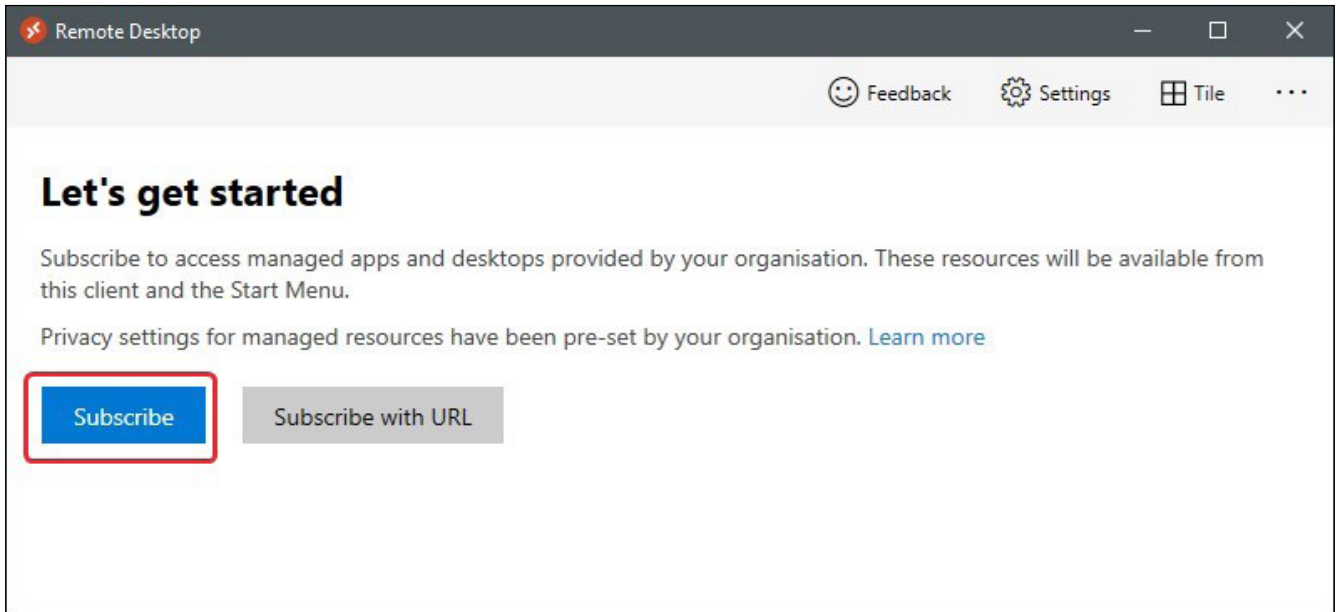 Remote Desktop
Feedback
Settings
Tile
Let's get started
Subscribe to access managed apps and desktops provided by your organisation. These resources will be available from
this client and the Start Menu.
Privacy settings for managed resources have been pre-set by your organisation. Learn more
Subscribe
Subscribe with URL